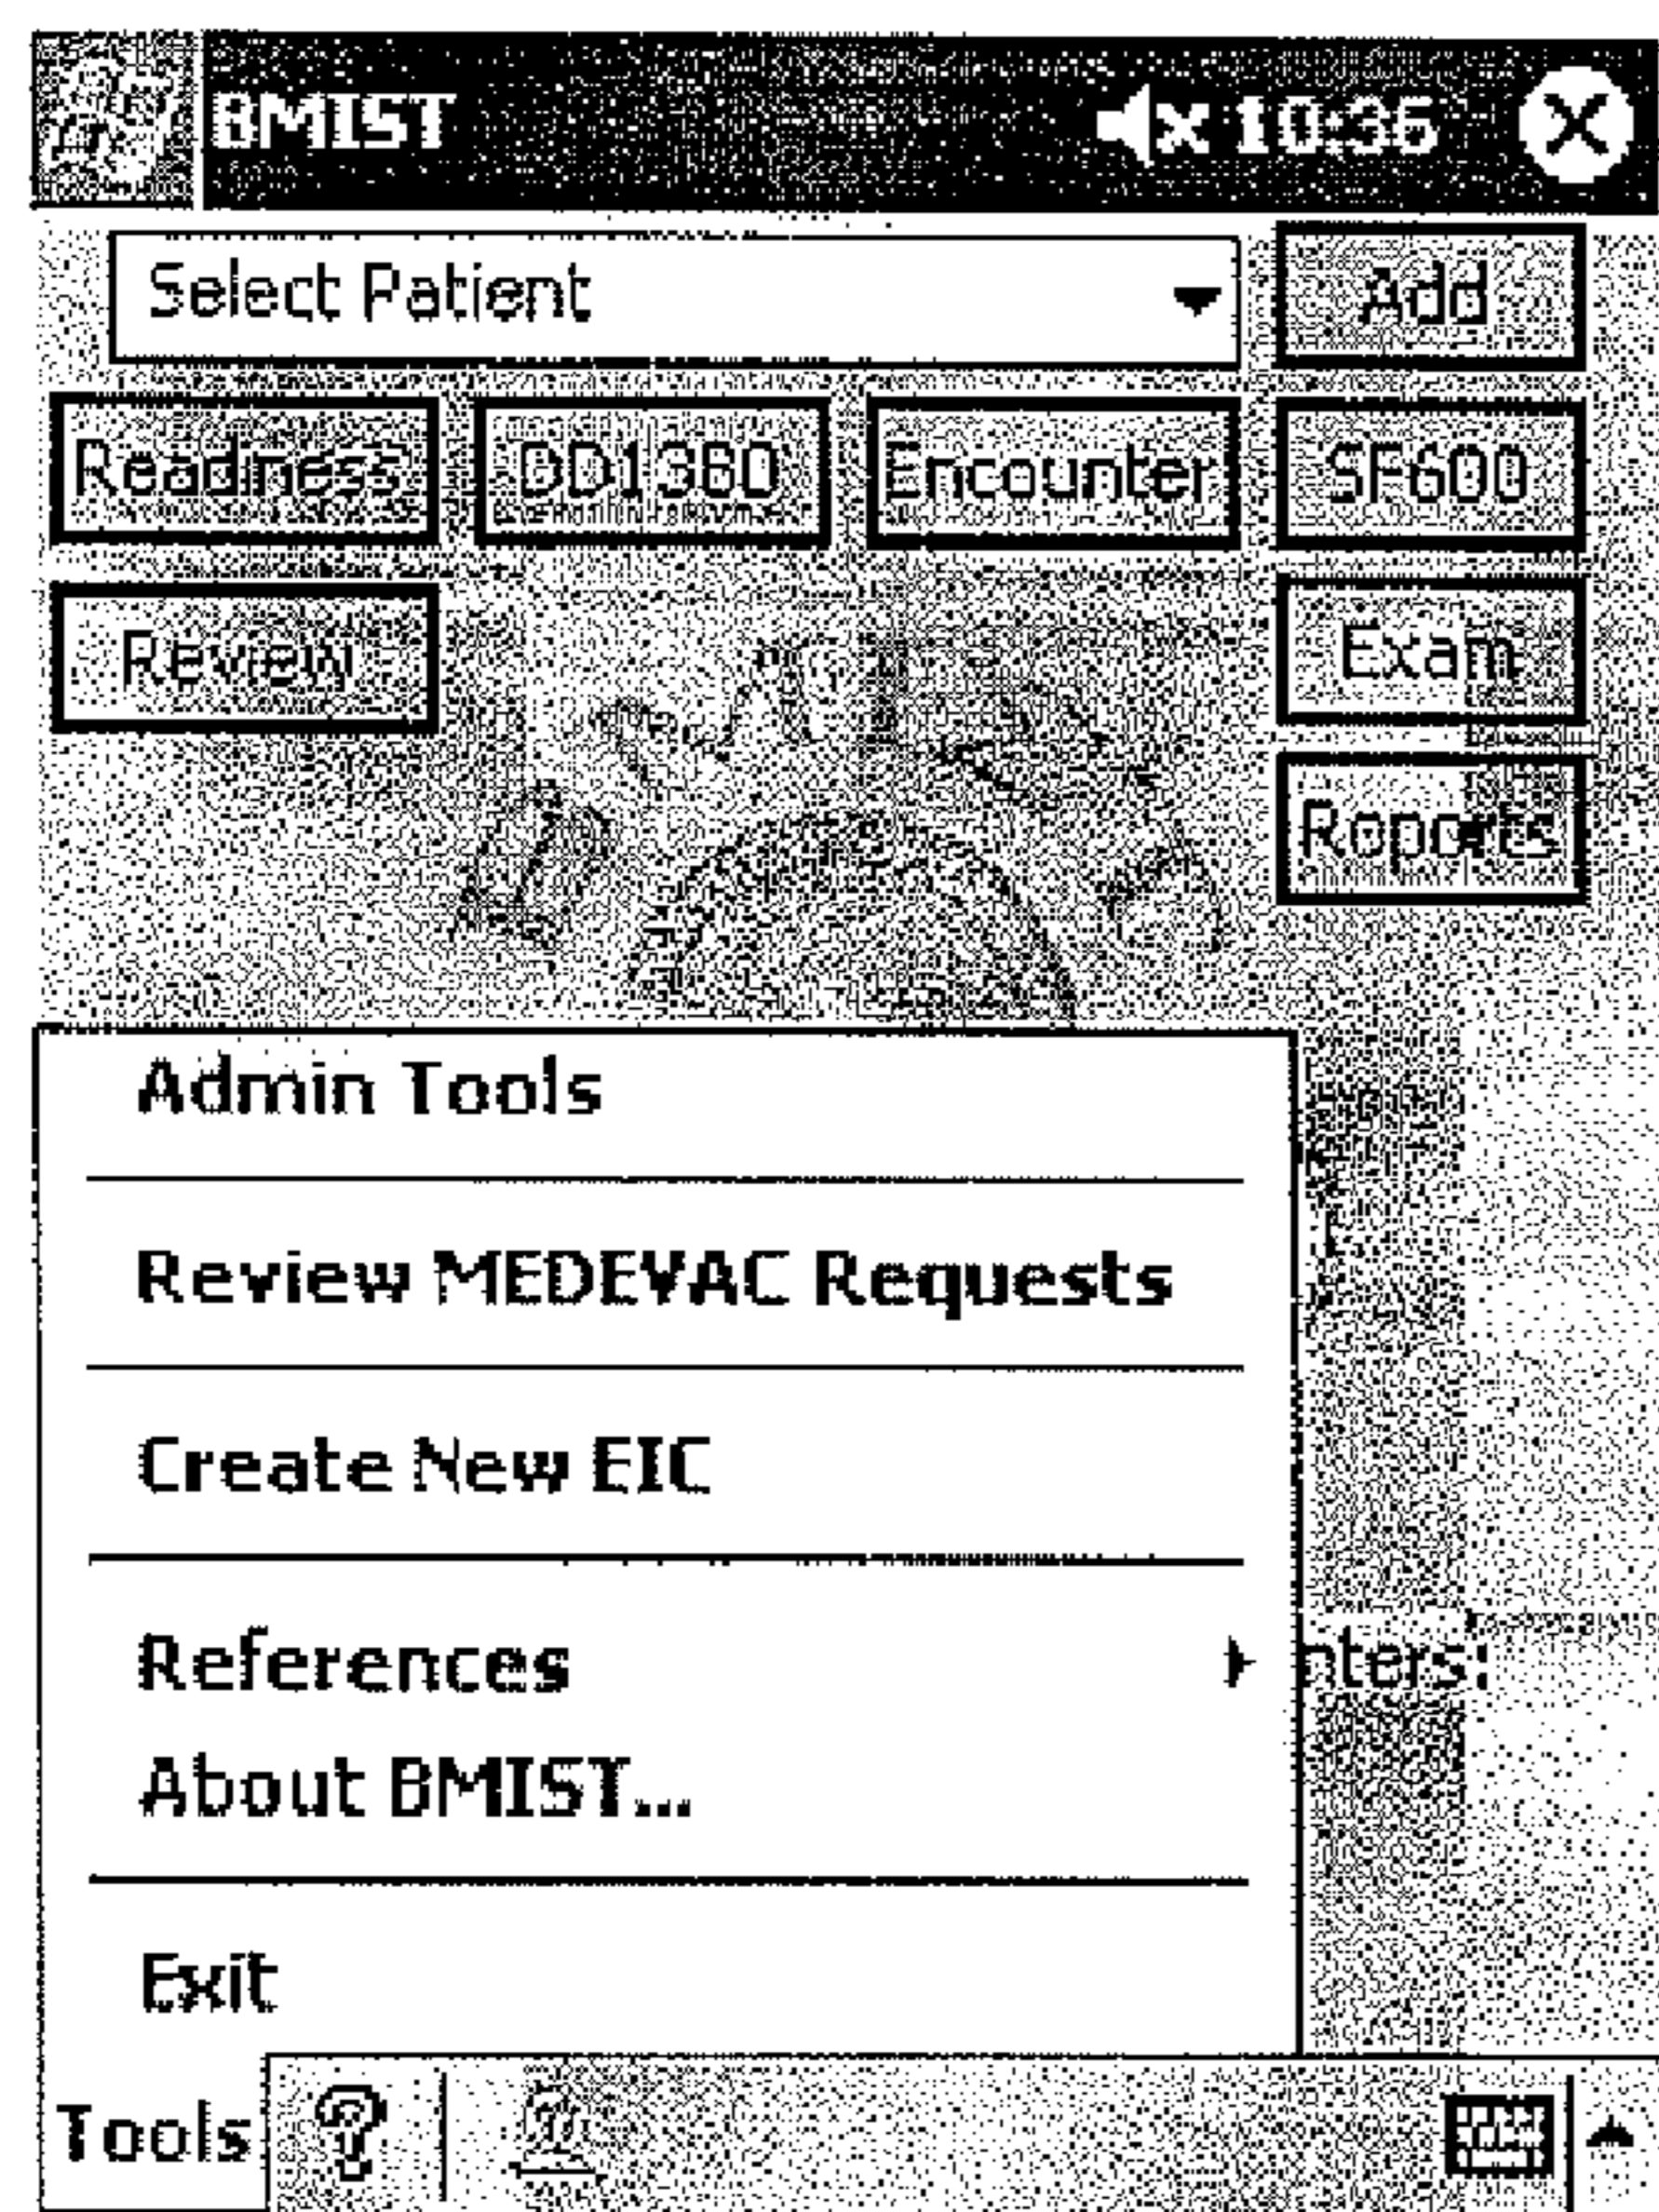 BMIST 10:35
Select Patient Add
Readiness DD1380 Encounter SF600
Review Exam
Reports
Admin Tools
Review MEDEVAC Requests
Create New EIC
References nters:
About BMIST...
Exit
Tools